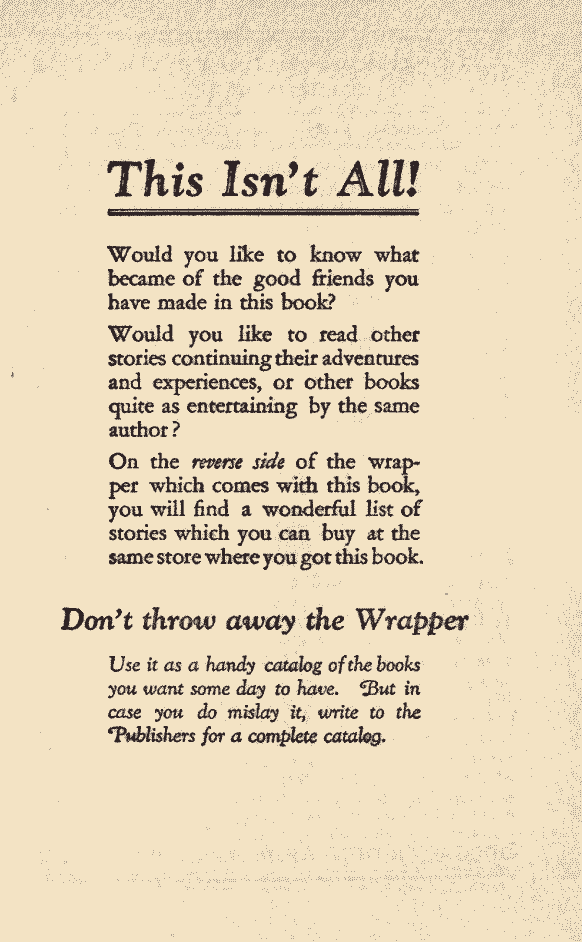 This Isn't All!
Would you like to know what
became of the good friends you
have made in this book?
Would you like to read other
stories continuing their adventures
and experiences, or other books
quite as entertaining by the same
author?
On the reverse side of the wrap-
per which comes with this book,
you will find a wonderful list of
stories which you can buy at the
same store where you got this book.
Don't throw away the Wrapper
Use it as a handy catalog of the books
you want some day to have. But in
case you do mislay it, write to the
Publishers for a complete catalog.